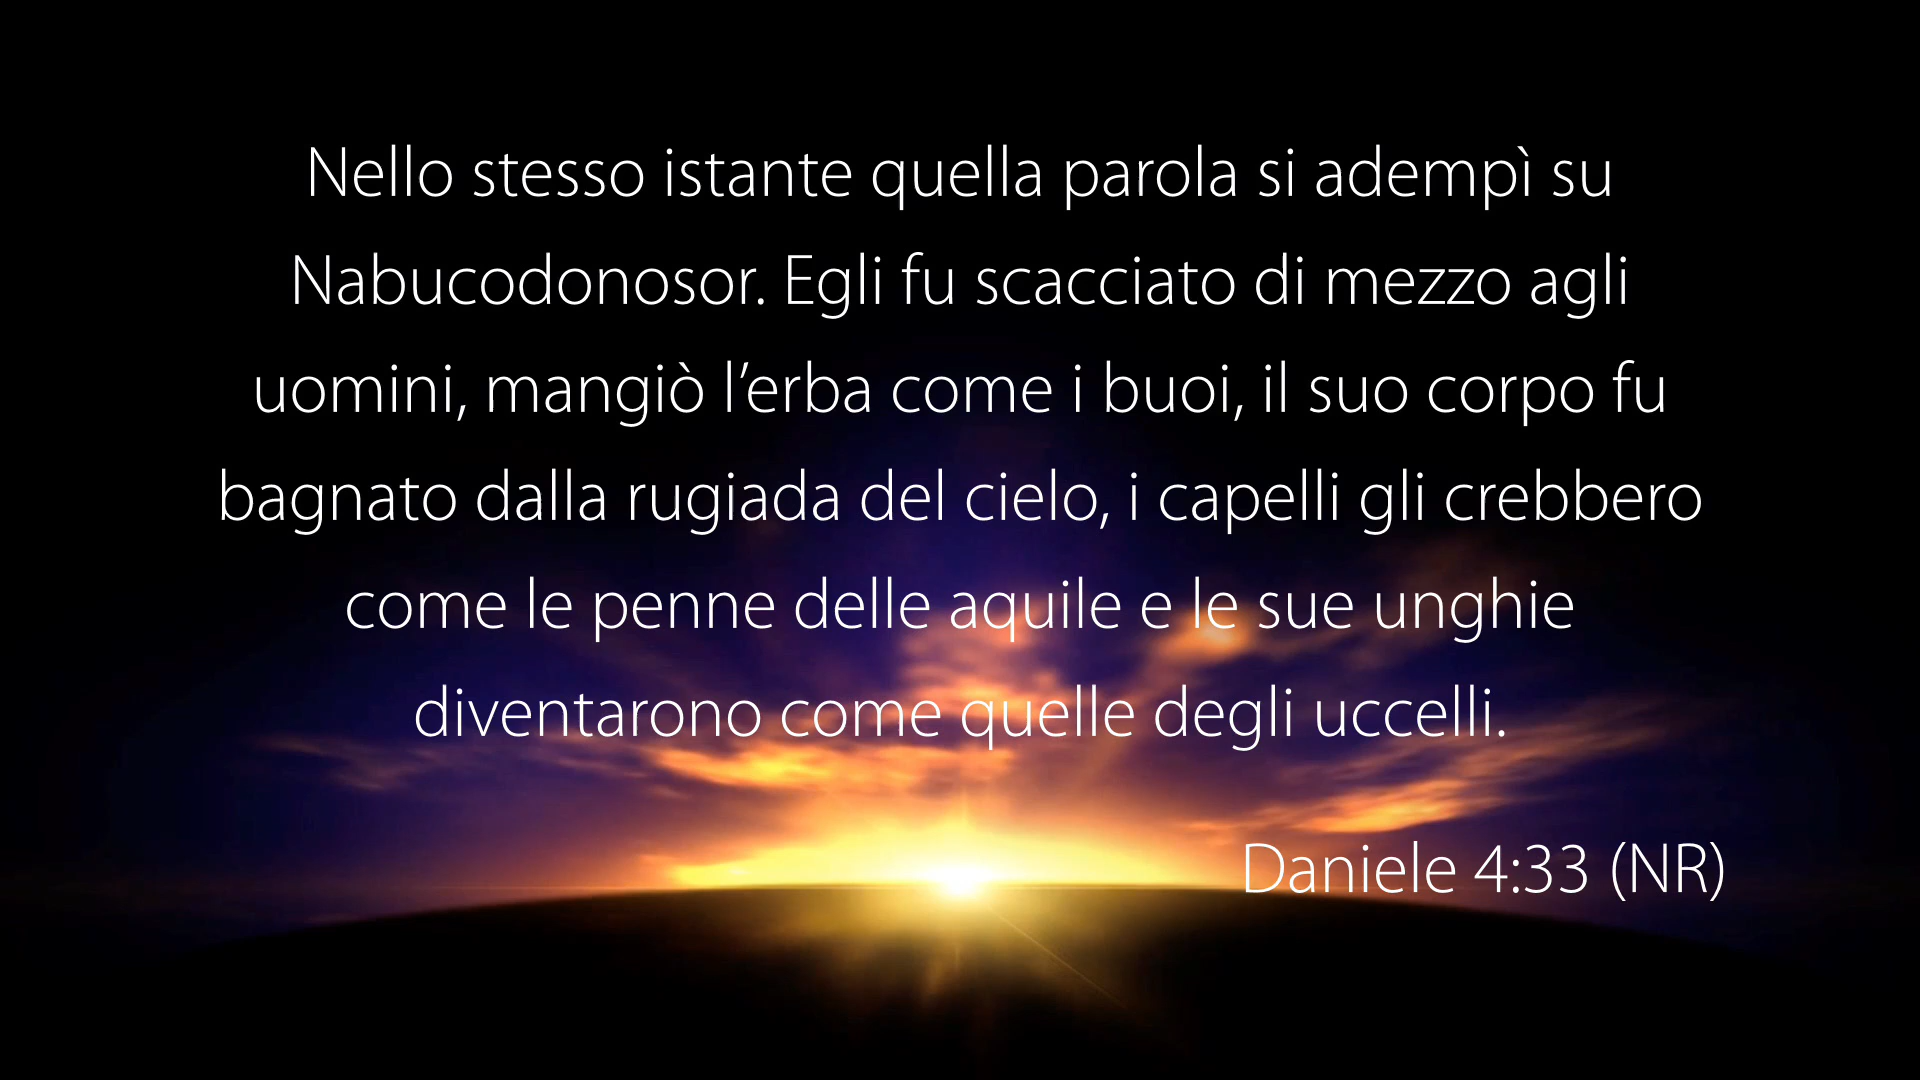 Nello stesso istante quella parola si adempì su
Nabucodonosor. Egli fu scacciato di mezzo agli
uomini, mangiò l’erba come i buoi, il suo corpo fu
bagnato dalla rugiada del cielo, i capelli gli crebbero
come le penne delle aquile e le sue unghie
diventarono come quelle degli uccelli.
Daniele 4:33 (NR)